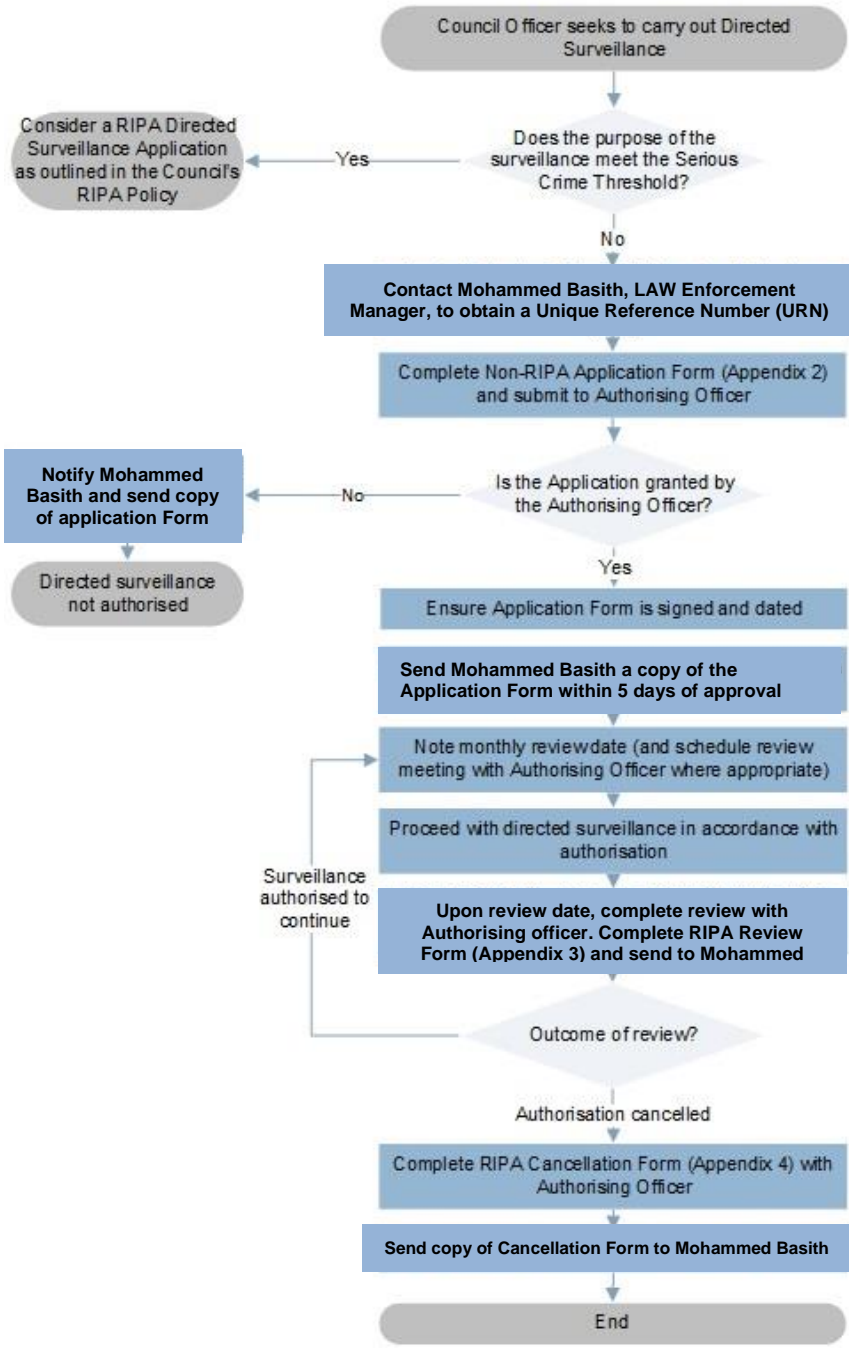 Council Officer seeks to carry out Directed
Surveillance
Consider a RIPA Directed
Surveillance Application
as outlined in the Council's
RIPA Policy
Yes
Does the purpose of the
surveillance meet the Serious
Crime Threshold?
No
Contact Mohammed Basith, LAW Enforcement
Manager, to obtain a Unique Reference Number (URN)
Complete Non-RIPA Application Form (Appendix 2)
and submit to Authorising Officer
Notify Mohammed
Basith and send copy
of application Form
No
Is the Application granted by
the Authorising Officer?
Directed surveillance
not authorised
Yes
Ensure Application Form is signed and dated
Send Mohammed Basith a copy of the
Application Form within 5 days of approval
Note monthly review date (and schedule review
meeting with Authorising Officer where appropriate)
Proceed with directed surveillance in accordance with
authorisation
Surveillance
authorised to
continue
Upon review date, complete review with
Authorising officer. Complete RIPA Review
Form (Appendix 3) and send to Mohammed
Outcome of review?
Authorisation cancelled
Complete RIPA Cancellation Form (Appendix 4) with
Authorising Officer
Send copy of Cancellation Form to Mohammed Basith
End